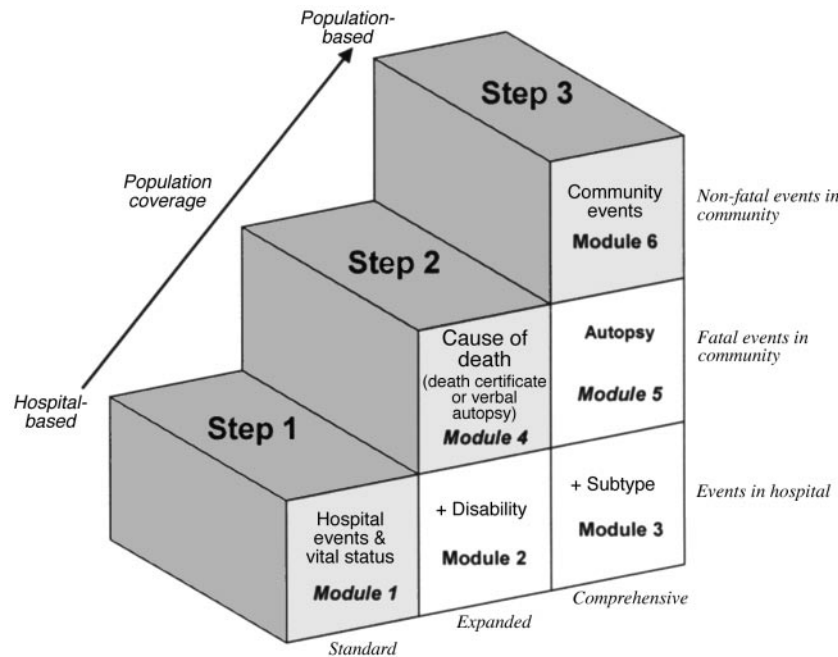 Population-
based
Step 3
Population
coverage
Community
events
Module 6
Non-fatal events in
community
Step 2
Cause of
death
(death certificate
or verbal
autopsy)
Module 4
Autopsy
Module 5
Fatal events in
community
Hospital-
based
Step 1
Hospital
events &
vital status
Module 1
+ Disability
Module 2
+ Subtype
Module 3
Events in hospital
Standard
Expanded
Comprehensive